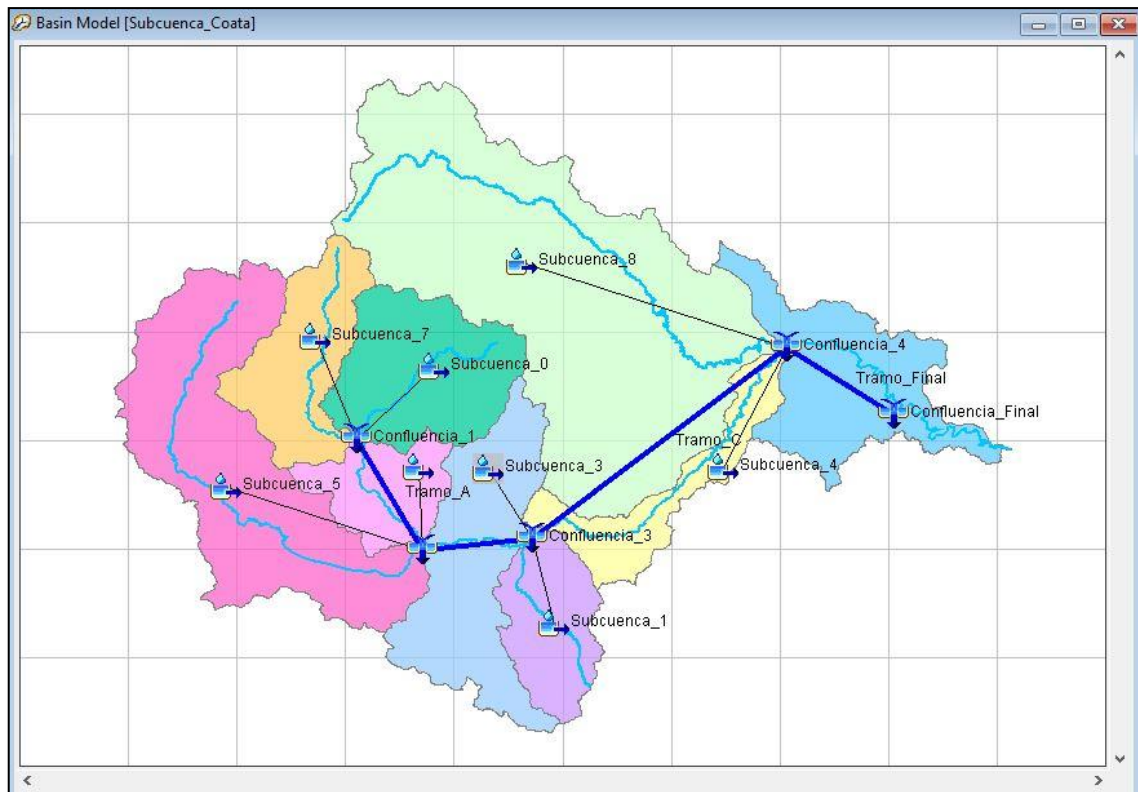 Basin Model [Subcuenca_Coata]
Subcuenca_8
Subcuenca_7
Confluencia_4
Subcuenca_0
Tramo_Final
Confluencia_Final
Confluencia_1
Tramo_C
Subcuenca_3
Subcuenca_4
Subcuenca_5
Tramo_A
Confluencia_3
Subcuenca_1